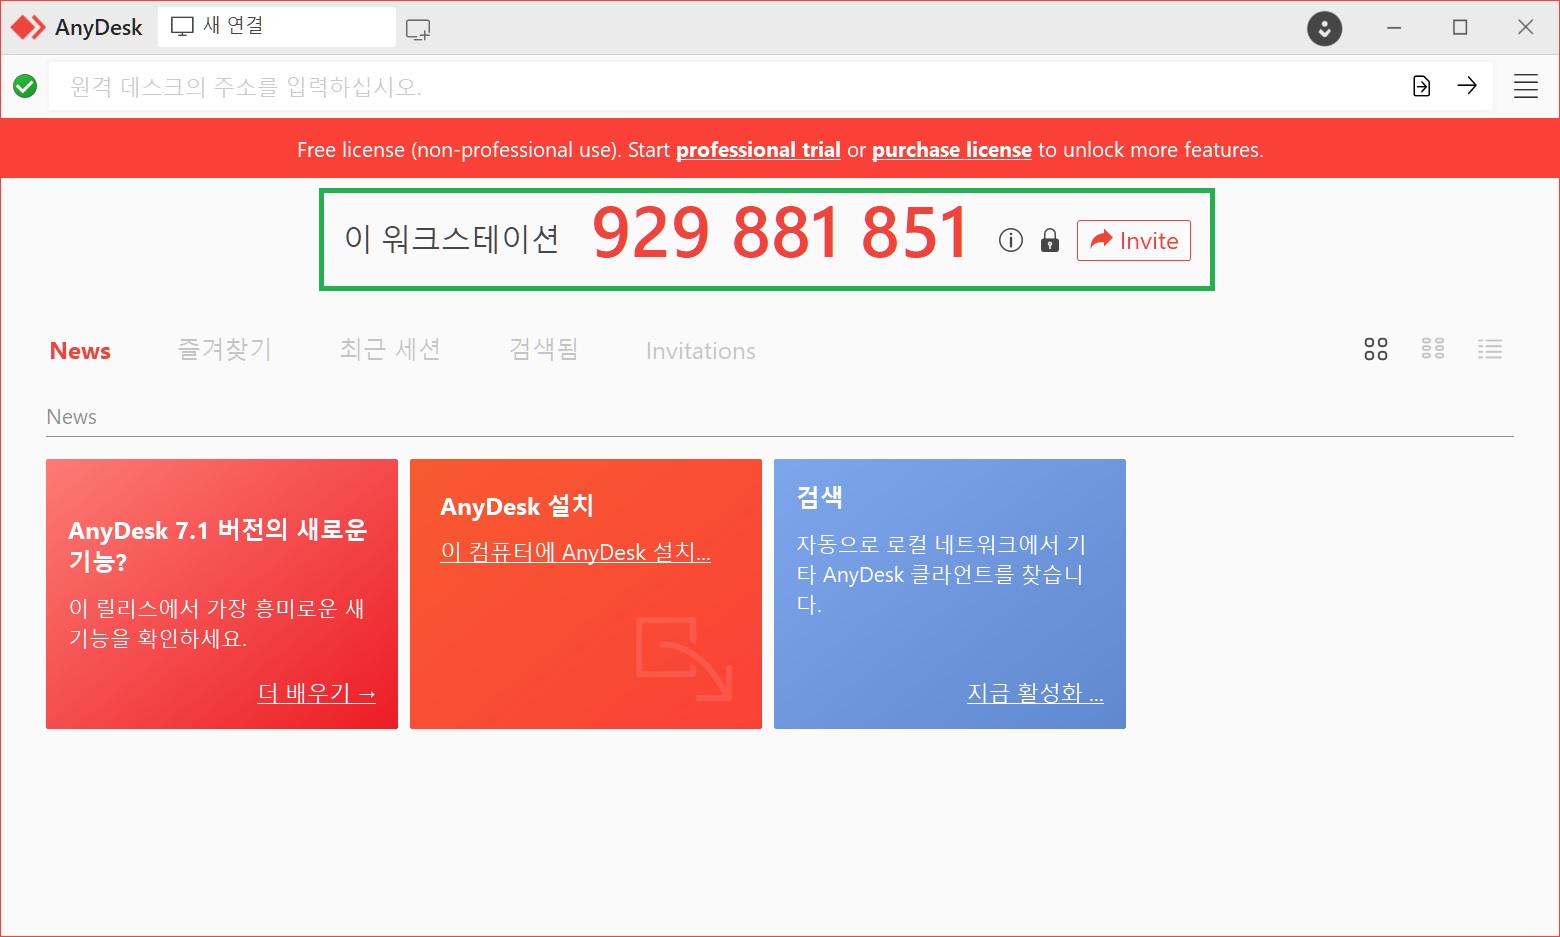 AnyDesk
새 연결
원격 데스크의 주소를 입력하십시오.
Free license (non-professional use). Start professional trial or purchase license to unlock more features.
이 워크스테이션 929 881 851 Invite
News 즐겨찾기 최근 세션 검색됨 Invitations
News
AnyDesk 7.1 버전의 새로운
기능?
이 릴리스에서 가장 흥미로운 새
기능을 확인하세요.
더 배우기 →
AnyDesk 설치
이 컴퓨터에 AnyDesk 설치...
검색
자동으로 로컬 네트워크에서 기
타 AnyDesk 클라언트를 찾습니
다.
지금 활성화 ...